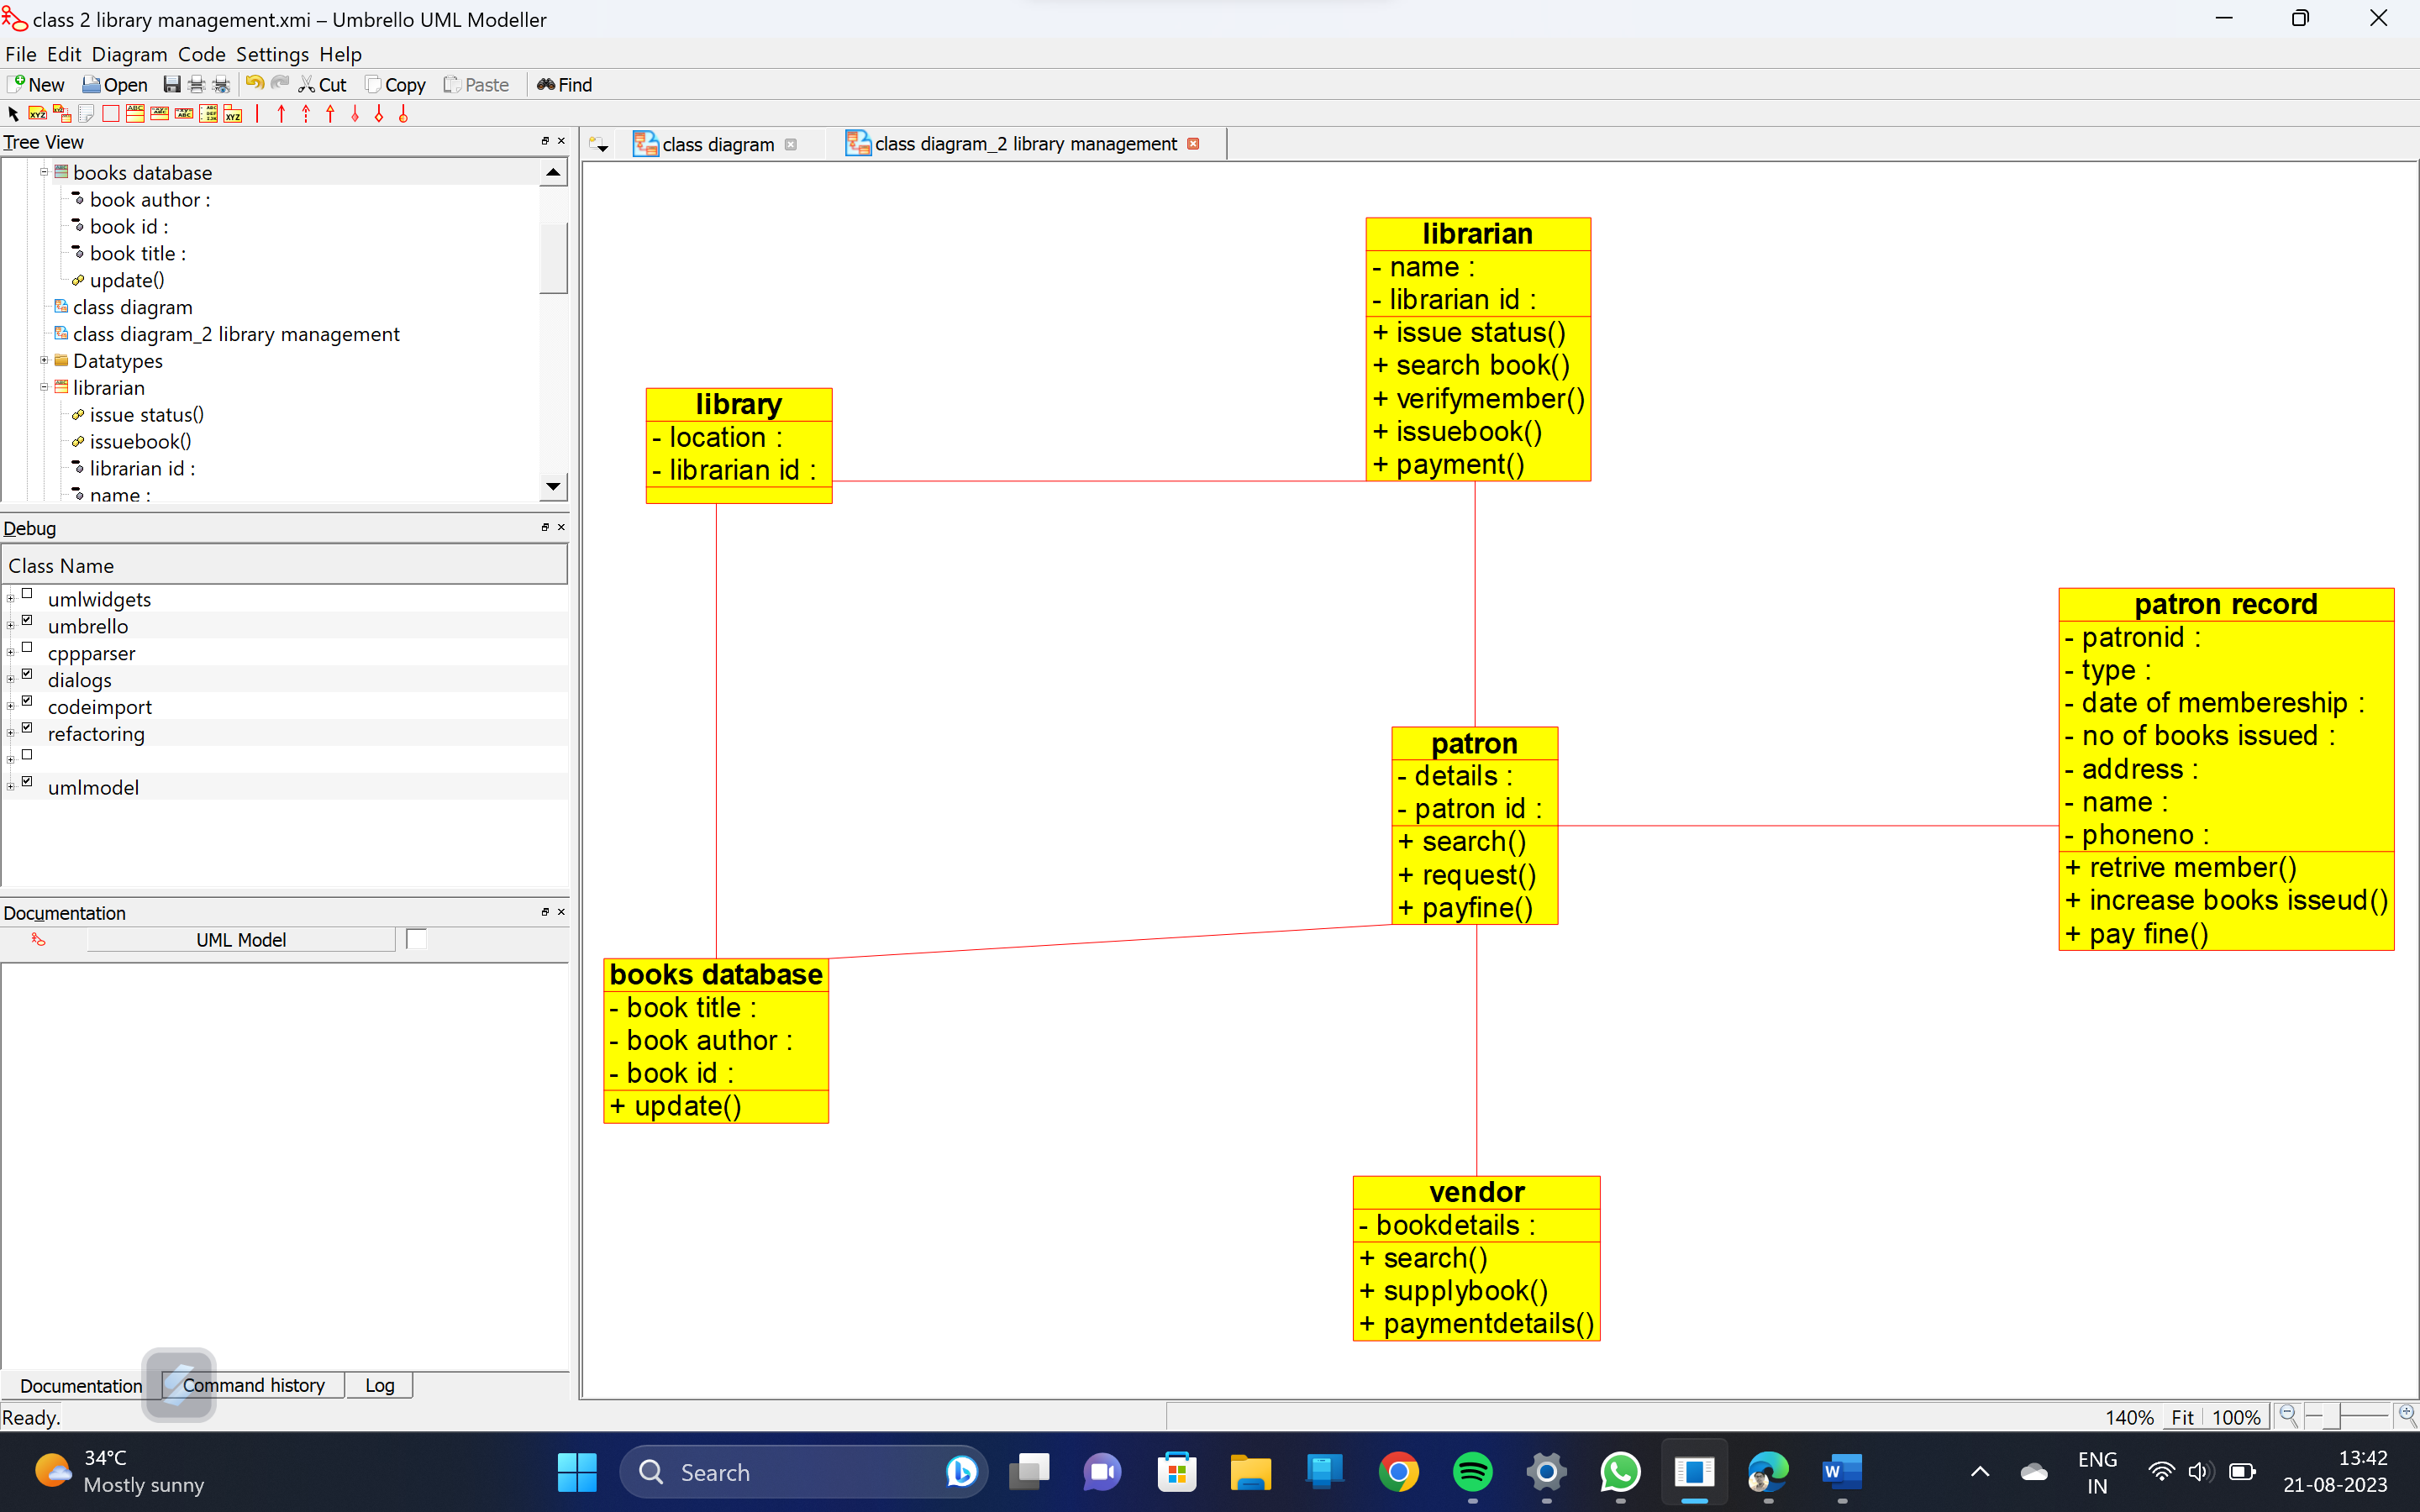 class 2 library management.xmi – Umbrello UML Modeller
File Edit Diagram Code Settings Help
New Open Cut Copy Paste Find
Tree View
books database
book author :
book id :
book title :
update()
class diagram
class diagram_2 library management
Datatypes
librarian
issue status()
issuebook()
librarian id :
name :
Debug
Class Name
umlwidgets
umbrello
cppparser
dialogs
codeimport
refactoring
umlmodel
Documentation
UML Model
Documentation Command history Log
Ready.
class diagram class diagram_2 library management
librarian
- name :
- librarian id :
+ issue status()
+ search book()
+ verifymember()
+ issuebook()
+ payment()
library
- location :
- librarian id :
patron record
- patronid :
- type :
- date of membereship :
- no of books issued :
- address :
- name :
- phoneno :
+ retrive member()
+ increase books isseud()
+ pay fine()
patron
- details :
- patron id :
+ search()
+ request()
+ payfine()
books database
- book title :
- book author :
- book id :
+ update()
vendor
- bookdetails :
+ search()
+ supplybook()
+ paymentdetails()
140% Fit 100%
34°C
Mostly sunny
Search
ENG
IN
13:42
21-08-2023